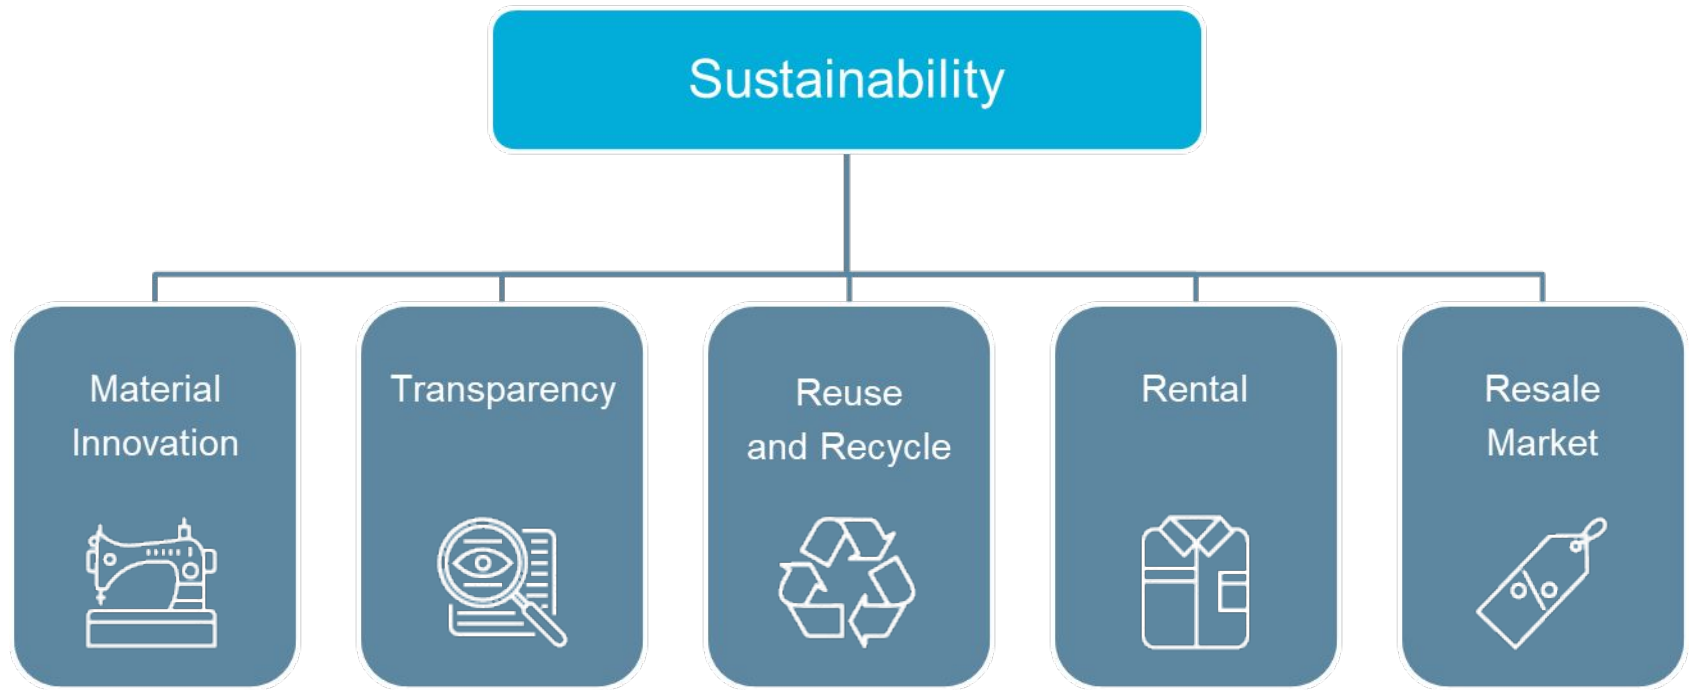 Sustainability
Material
Innovation
Transparency
Reuse
and Recycle
Rental
Resale
Market